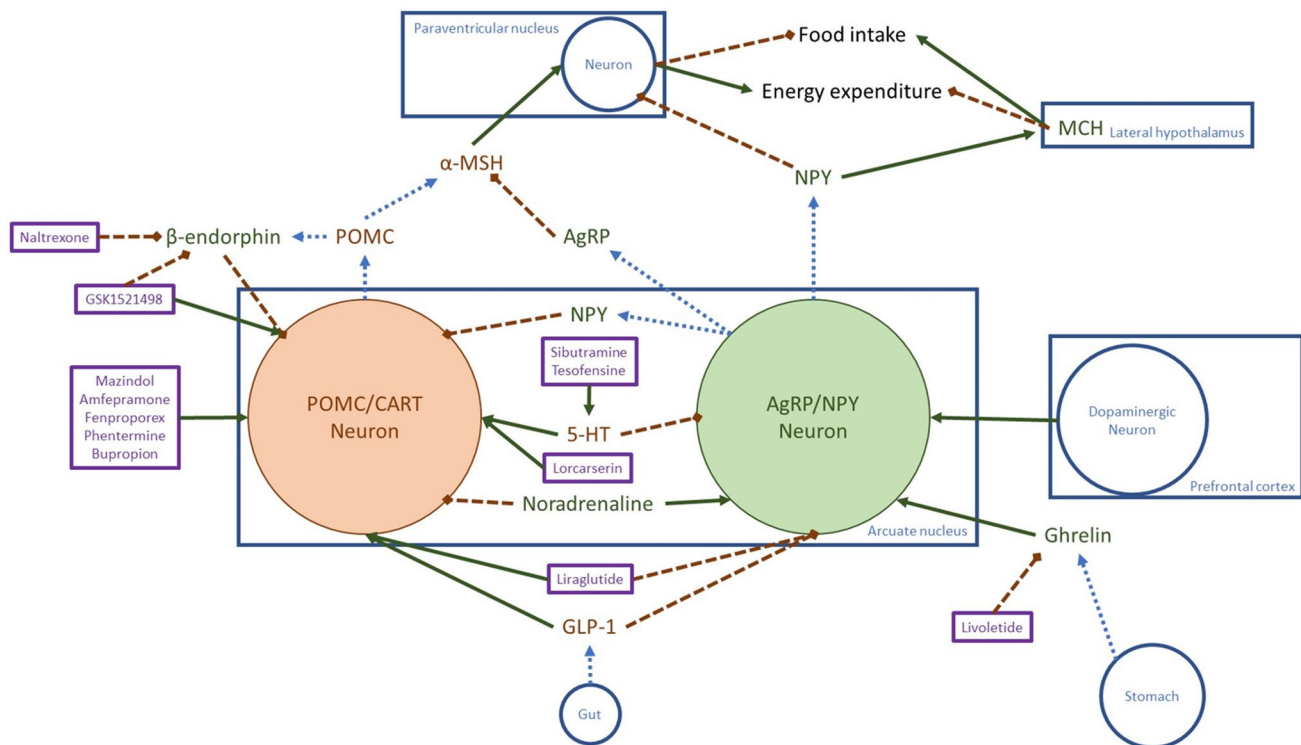 Paraventricular nucleus
Neuron
Food intake
Energy expenditure
MCH Lateral hypothalamus
α-MSH
NPY
Naltrexone
β-endorphin
POMC
AgRP
GSK1521498
NPY
Sibutramine
Tesofensine
Mazindol
Amfepramone
Fenproporex
Phentermine
Bupropion
POMC/CART
Neuron
5-HT
AgRP/NPY
Neuron
Dopaminergic
Neuron
Lorcarserin
Prefrontal cortex
Noradrenaline
Arcuate nucleus
Ghrelin
Liraglutide
GLP-1
Livoletide
Gut
Stomach